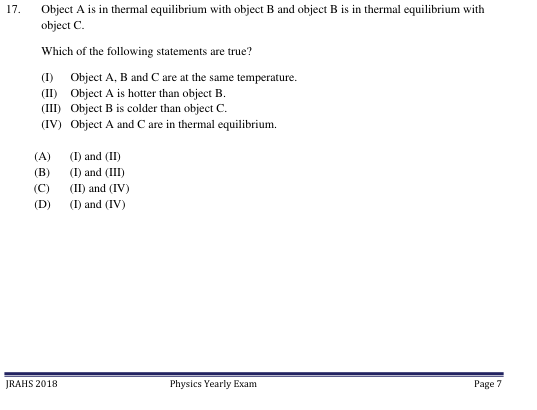 17. Object A is in thermal equilibrium with object B and object B is in thermal equilibrium with
object C.
Which of the following statements are true?
(I) Object A, B and C are at the same temperature.
(II) Object A is hotter than object B.
(III) Object B is colder than object C.
(IV) Object A and C are in thermal equilibrium.
(A) (I) and (II)
(B) (I) and (III)
(C) (II) and (IV)
(D) (I) and (IV)
JRAHS 2018 Physics Yearly Exam Page 7